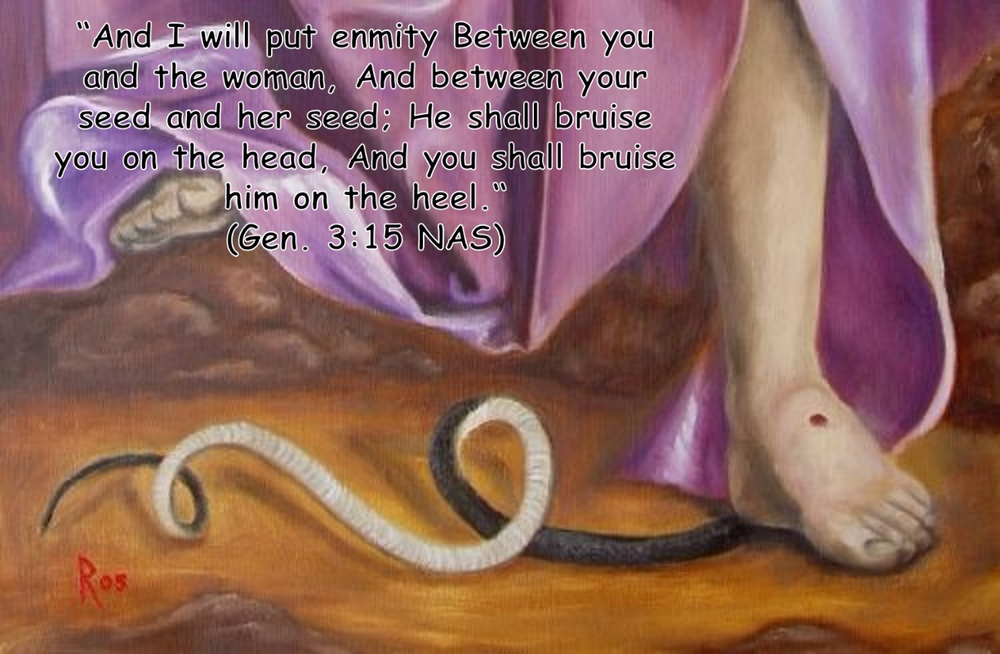 “And I will put enmity Between you
and the woman, And between your
seed and her seed; He shall bruise
you on the head, And you shall bruise
him on the heel.“
(Gen. 3:15 NAS)
Ros